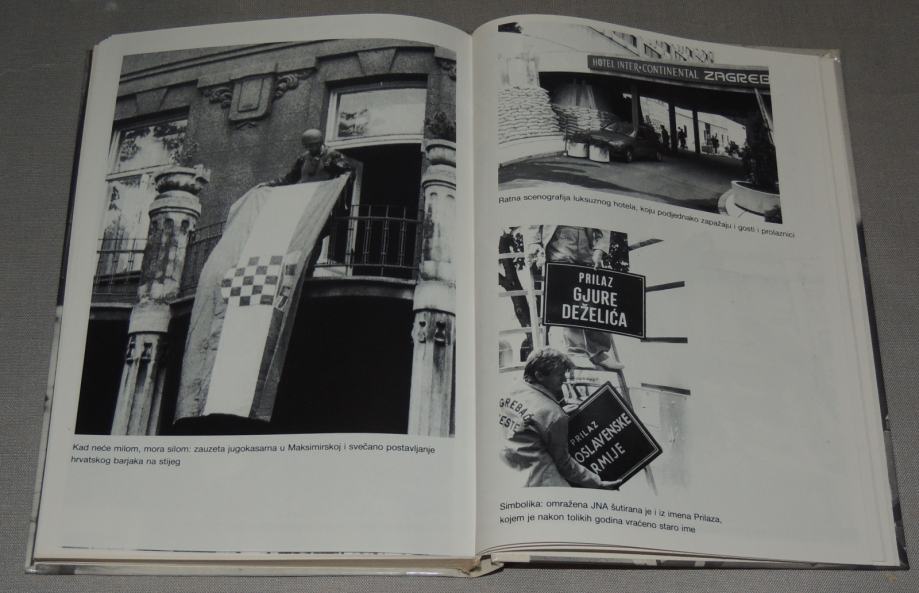 Kad neće milom, mora silom: zauzeta jugokasarna u Maksimirskoj i svečano postavljanje
hrvatskog barjaka na stijeg
HOTEL INTER•CONTINENTAL ZAGREB
Ratna scenografija luksuznog hotela, koju podjednako zapažaju i gosti i prolaznici
PRILAZ
GJURE
DEŽELIĆA
GREBAČ
ESTE
PRILAZ
OSLAVENSKE
RMIJE
Simbolika: omražena JNA šutirana je i iz imena Prilaza,
kojem je nakon tolikih godina vraćeno staro ime